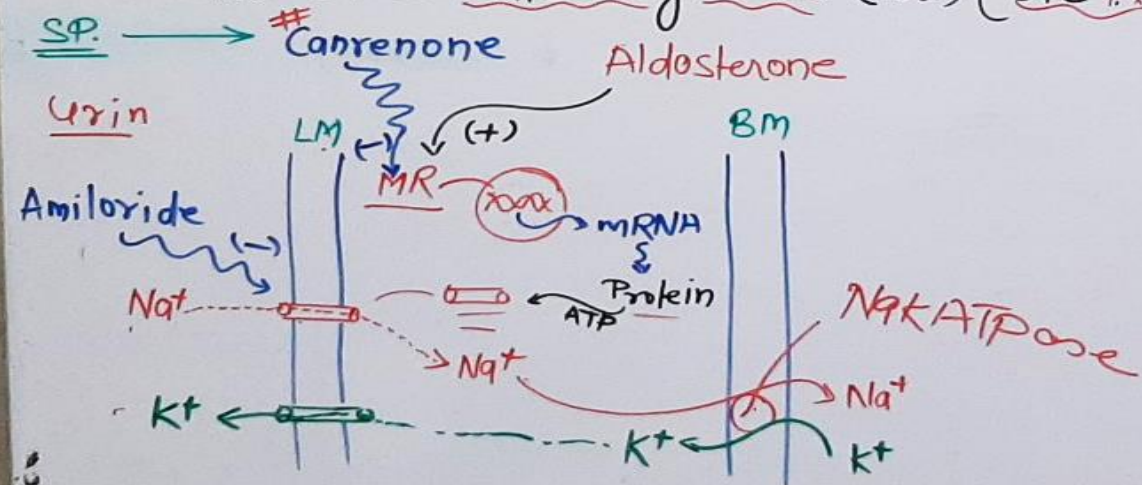 SP. → #Canrenone
Aldosterone
Urin
LM
(-)
(+)
BM
MR
Amiloride
(-)
mRNA
Protein
ATP
Na+
Na+
NaKATPase
Na+
K+
K+
K+